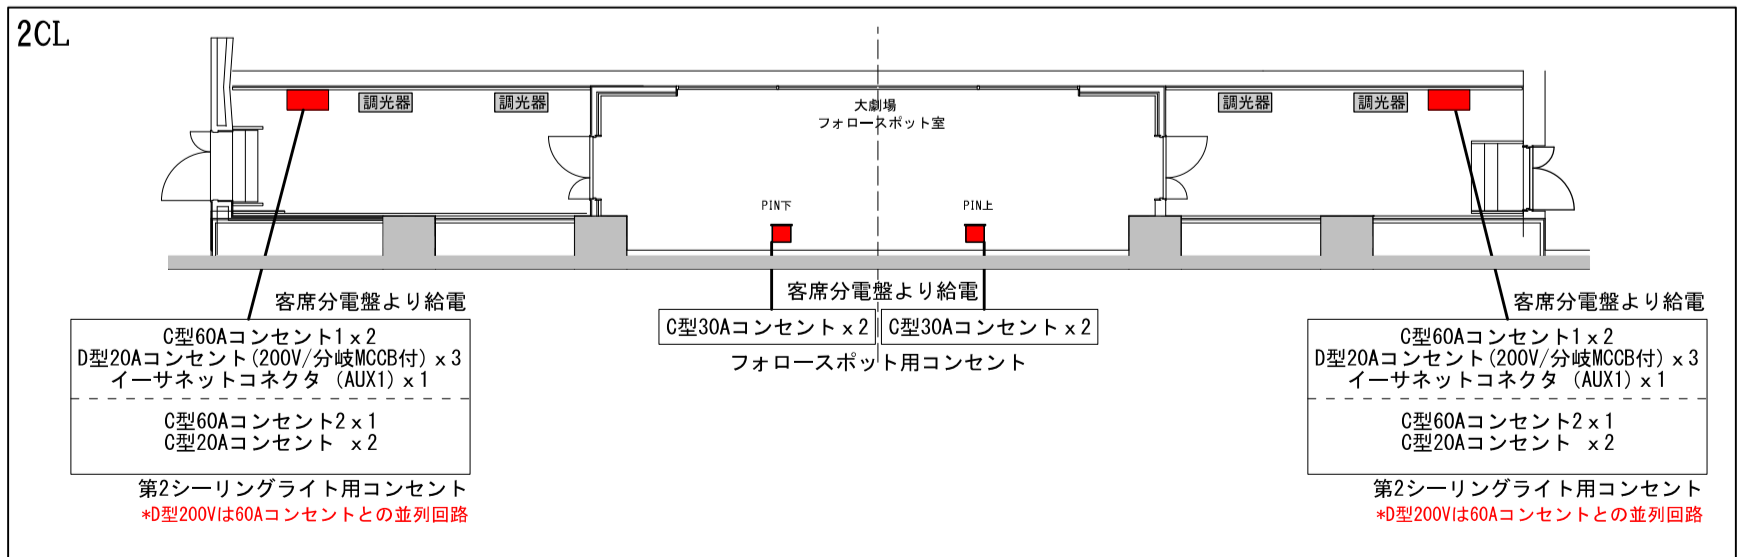 2CL
調光器
調光器
大劇場
フォロースポット室
調光器
調光器
PIN下
PIN上
客席分電盤より給電
C型60Aコンセント1x2
D型20Aコンセント(200V/分岐MCCB付)x3
イーサネットコネクタ (AUX1)x1
C型60Aコンセント2x1
C型20Aコンセント x2
第2シーリングライト用コンセント
*D型200Vは60Aコンセントとの並列回路
客席分電盤より給電
C型30Aコンセントx2
C型30Aコンセントx2
フォロースポット用コンセント
客席分電盤より給電
C型60Aコンセント1x2
D型20Aコンセント(200V/分岐MCCB付)x3
イーサネットコネクタ (AUX1)x1
C型60Aコンセント2x1
C型20Aコンセント x2
第2シーリングライト用コンセント
*D型200Vは60Aコンセントとの並列回路